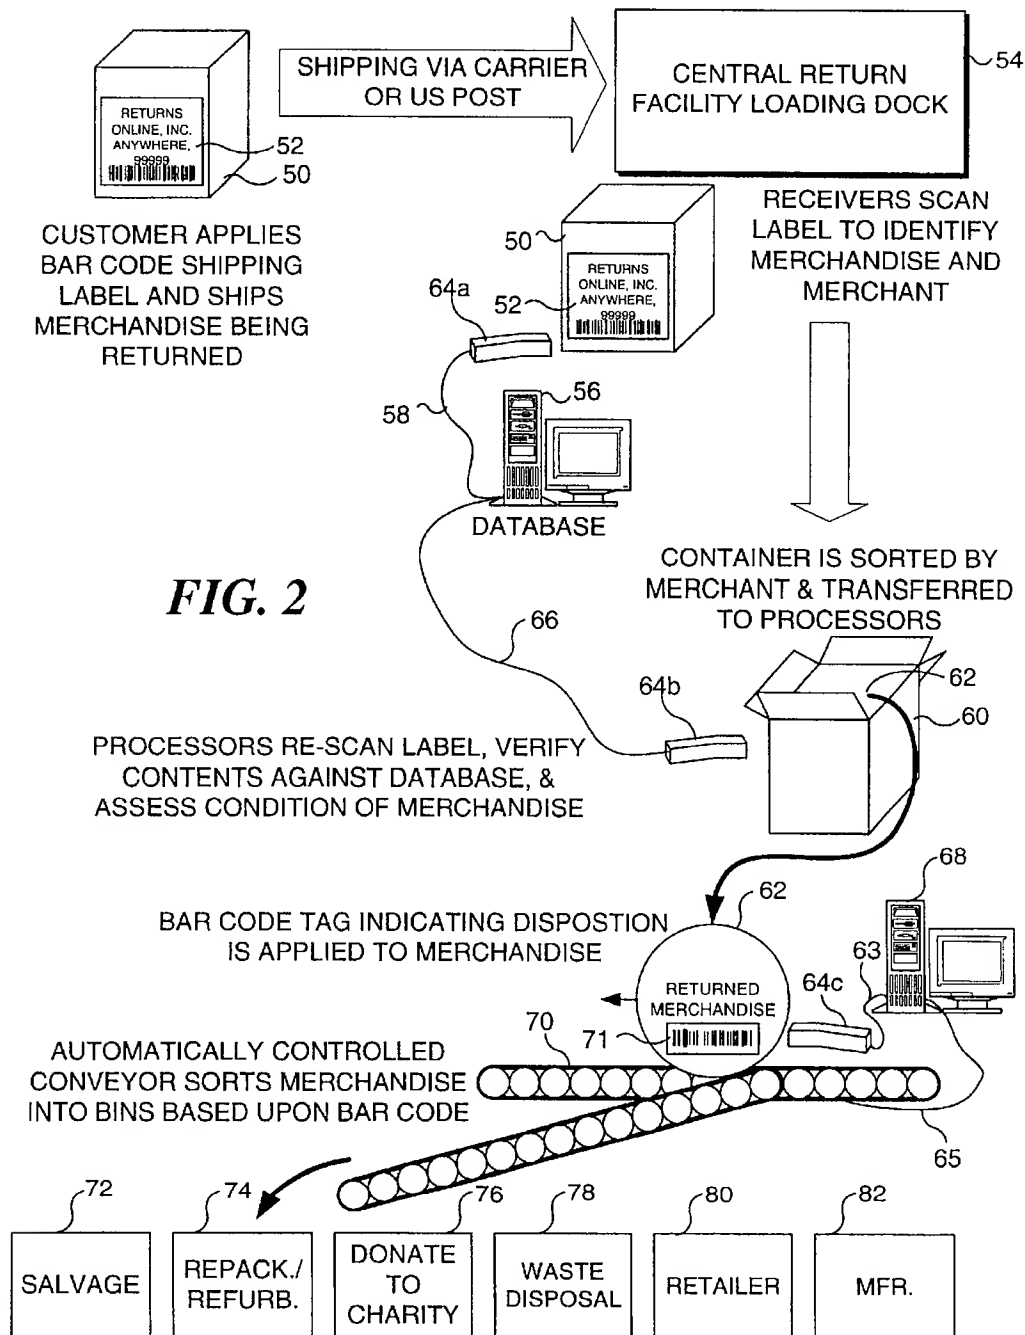 SHIPPING VIA CARRIER
OR US POST
CENTRAL RETURN
FACILITY LOADING DOCK
54
RETURNS
ONLINE, INC.
ANYWHERE,
99999
52
50
CUSTOMER APPLIES
BAR CODE SHIPPING
LABEL AND SHIPS
MERCHANDISE BEING
RETURNED
RECEIVERS SCAN
LABEL TO IDENTIFY
MERCHANDISE AND
MERCHANT
50
RETURNS
ONLINE, INC.
ANYWHERE,
99999
52
64a
58
56
DATABASE
FIG. 2
CONTAINER IS SORTED BY
MERCHANT & TRANSFERRED
TO PROCESSORS
66
64b
62
60
PROCESSORS RE-SCAN LABEL, VERIFY
CONTENTS AGAINST DATABASE, &
ASSESS CONDITION OF MERCHANDISE
68
62
BAR CODE TAG INDICATING DISPOSTION
IS APPLIED TO MERCHANDISE
63
64c
RETURNED
MERCHANDISE
71
70
AUTOMATICALLY CONTROLLED
CONVEYOR SORTS MERCHANDISE
INTO BINS BASED UPON BAR CODE
65
72
74
76
78
80
82
SALVAGE
REPACK./
REFURB.
DONATE
TO
CHARITY
WASTE
DISPOSAL
RETAILER
MFR.